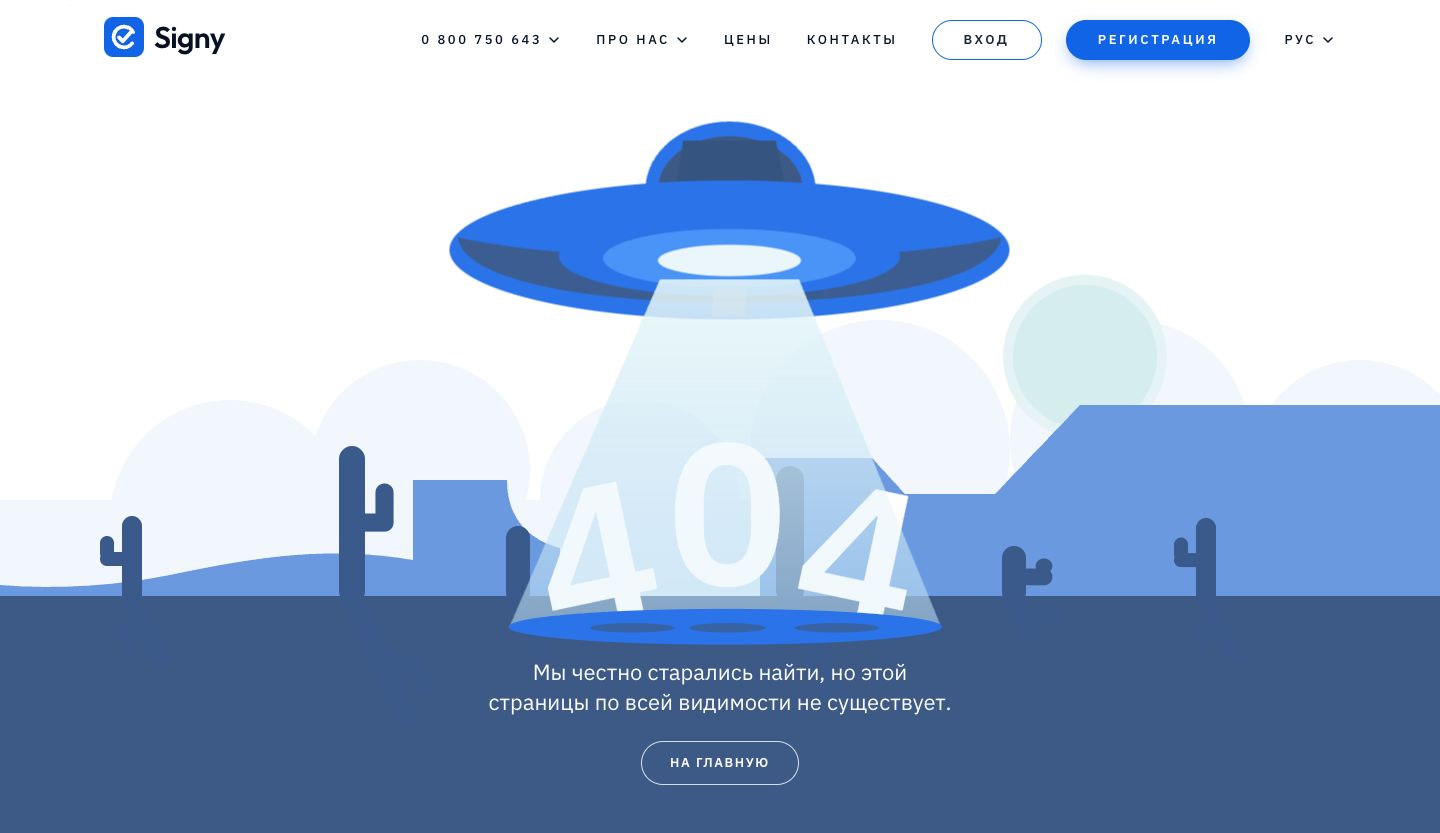 Signy
0 800 750 643
ПРО НАС
ЦЕНЫ
КОНТАКТЫ
ВХОД
РЕГИСТРАЦИЯ
РУС
404
Мы честно старались найти, но этой
страницы по всей видимости не существует.
НА ГЛАВНУЮ